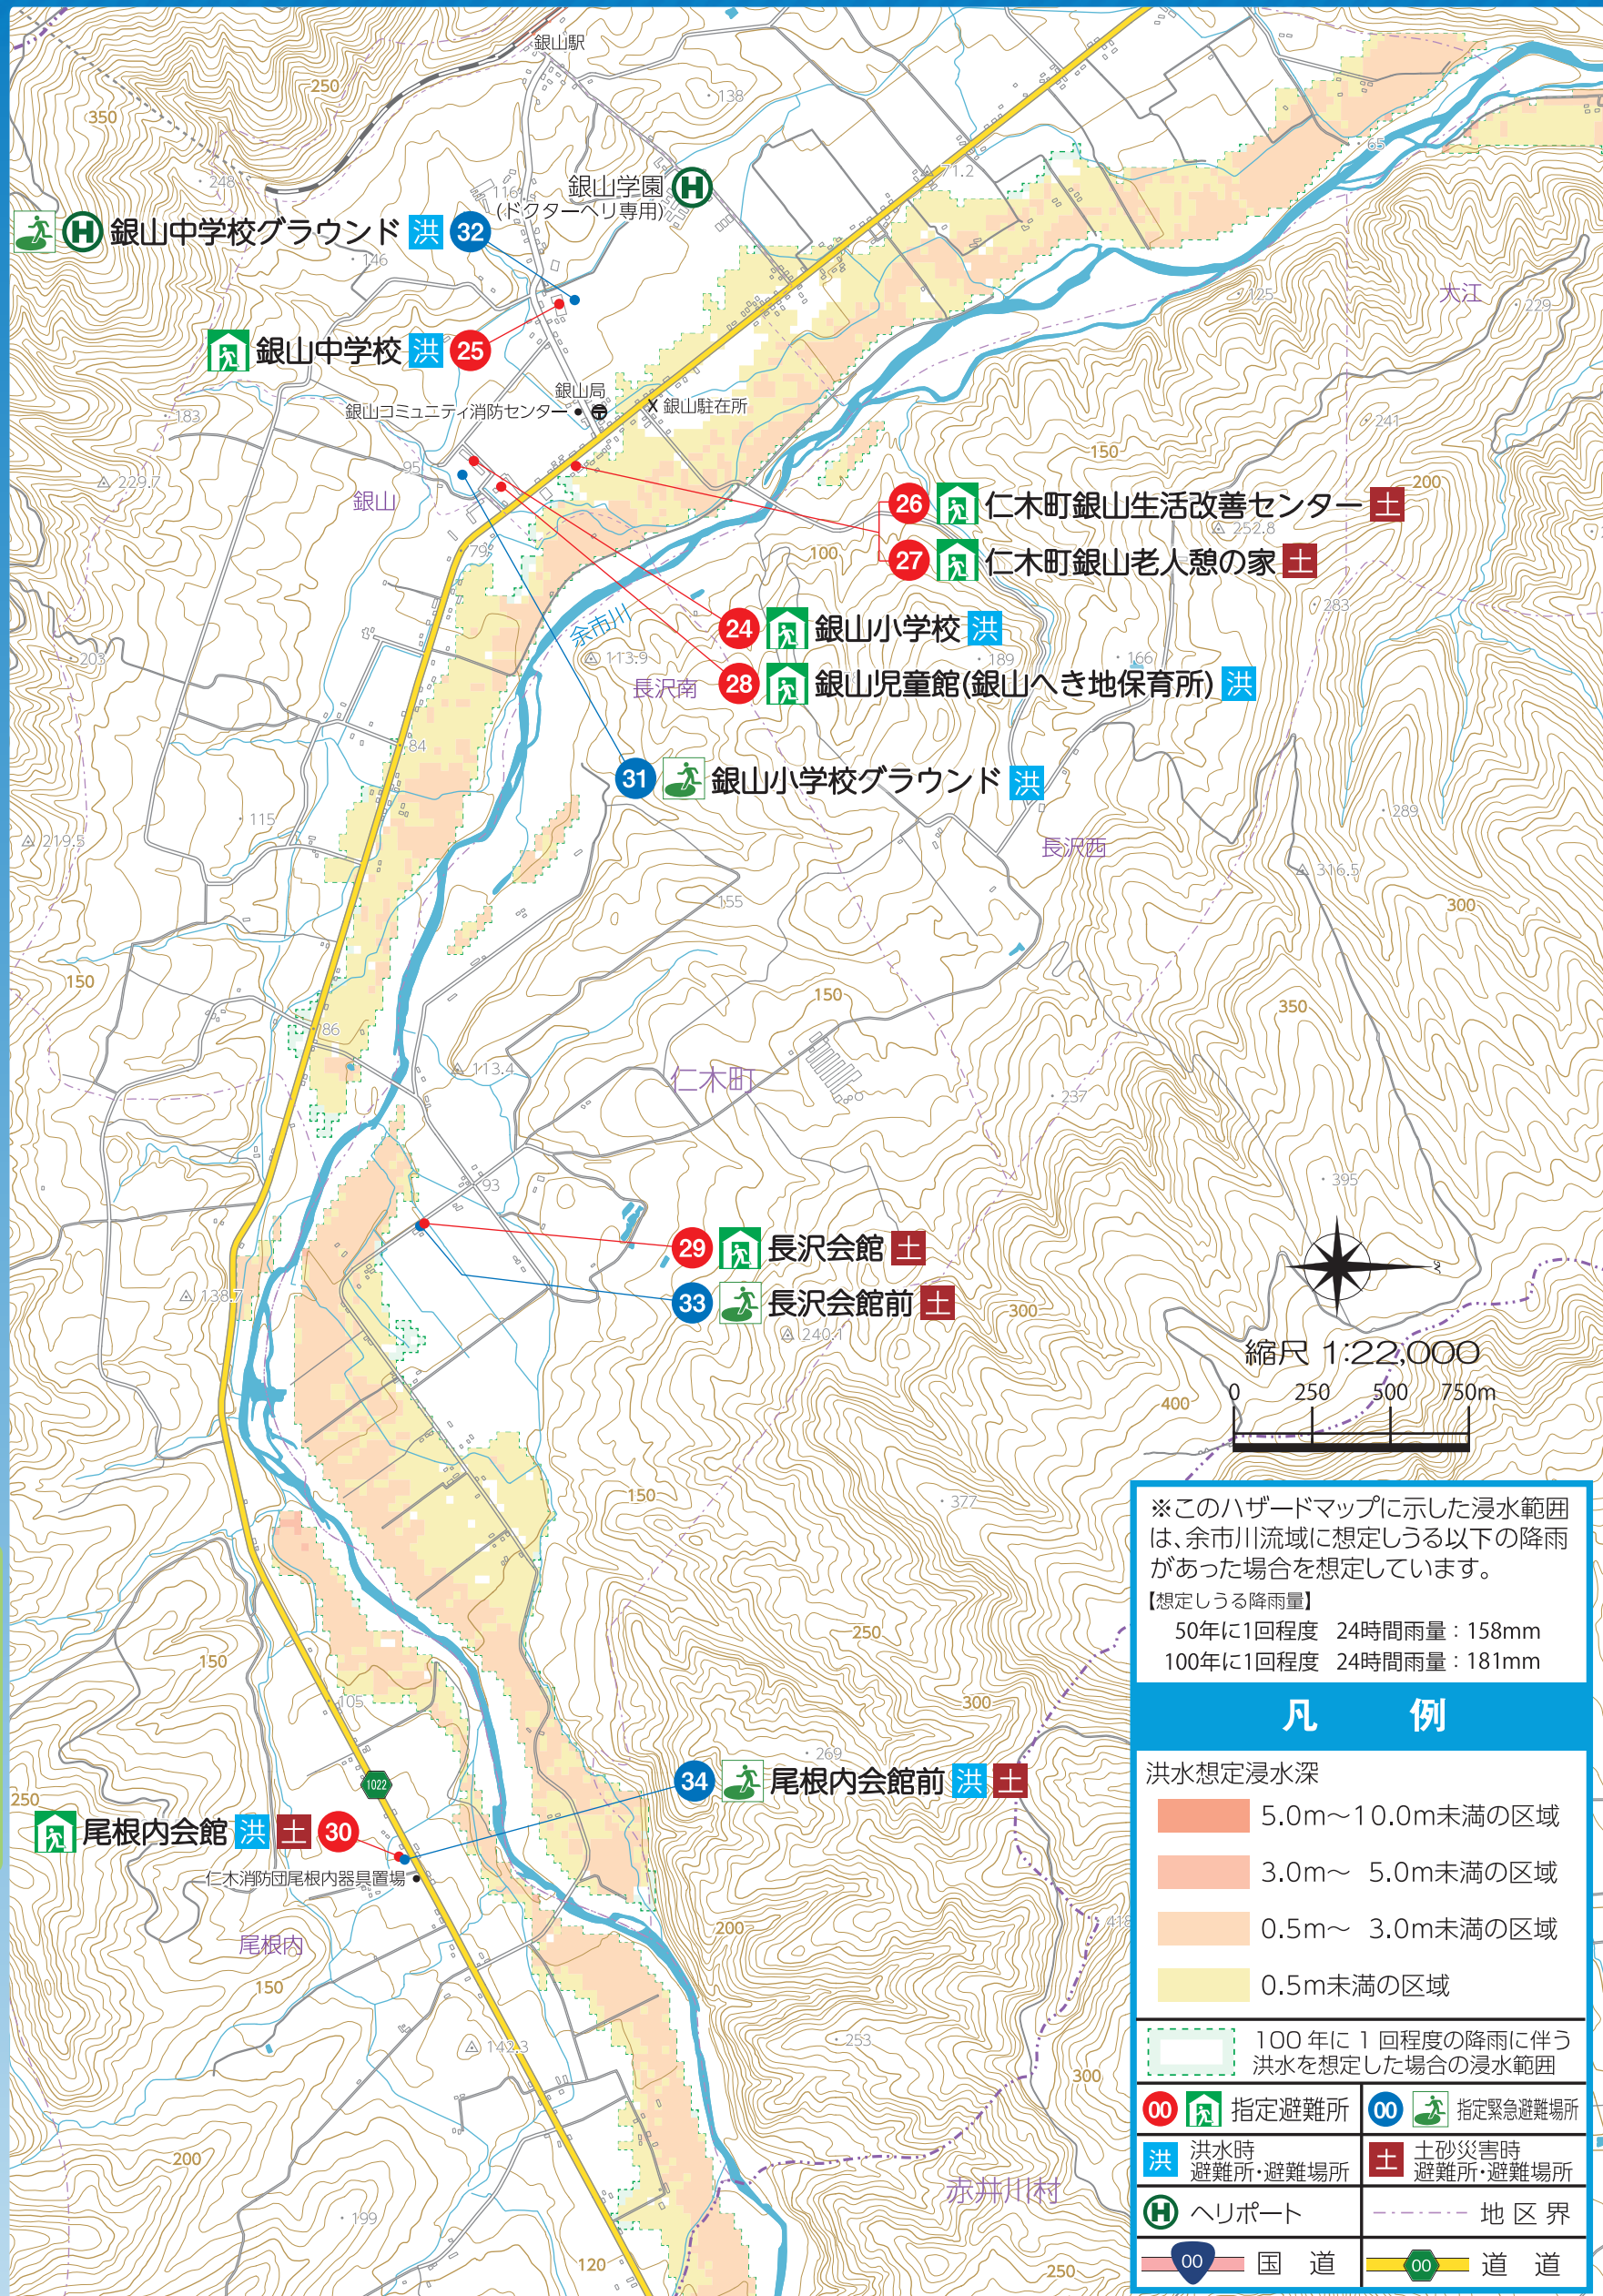 銀山駅
250
350
138
248
116
銀山学園
(ドクターヘリ専用)
H
71.2
65
H 銀山中学校グラウンド 洪 32
146
125
大江
229
銀山中学校 洪 25
銀山局
銀山コミュニティ消防センター
X 銀山駐在所
183
241
150
95
229.7
200
銀山
26 仁木町銀山生活改善センター 土
252.8
79
100
27 仁木町銀山老人憩の家 土
283
余市川
24 銀山小学校 洪
203
113.9
189
166
長沢南
28 銀山児童館(銀山へき地保育所) 洪
84
31 銀山小学校グラウンド 洪
115
289
219.5
長沢西
316.5
155
300
150
150
350
86
113.4
仁木町
237
93
395
29 長沢会館 土
138.7
33 長沢会館前 土
300
240.1
縮尺 1:22,000
0 250 500 750m
400
150
377
※このハザードマップに示した浸水範囲
は、余市川流域に想定しうる以下の降雨
があった場合を想定しています。
【想定しうる降雨量】
50年に1回程度 24時間雨量:158mm
100年に1回程度 24時間雨量:181mm
250
150
105
300
凡 例
269
洪水想定浸水深
1022
34 尾根内会館前 洪 土
250
5.0m~10.0m未満の区域
尾根内会館 洪 土 30
3.0m~ 5.0m未満の区域
仁木消防団尾根内器具置場
418
200
0.5m~ 3.0m未満の区域
尾根内
150
0.5m未満の区域
253
142.3
100年に1回程度の降雨に伴う
洪水を想定した場合の浸水範囲
300
00 指定避難所 00 指定緊急避難場所
洪 洪水時
避難所・避難場所
土 土砂災害時
避難所・避難場所
200
赤井川村
199
H ヘリポート 地区界
120
250
00 国 道 00 道 道